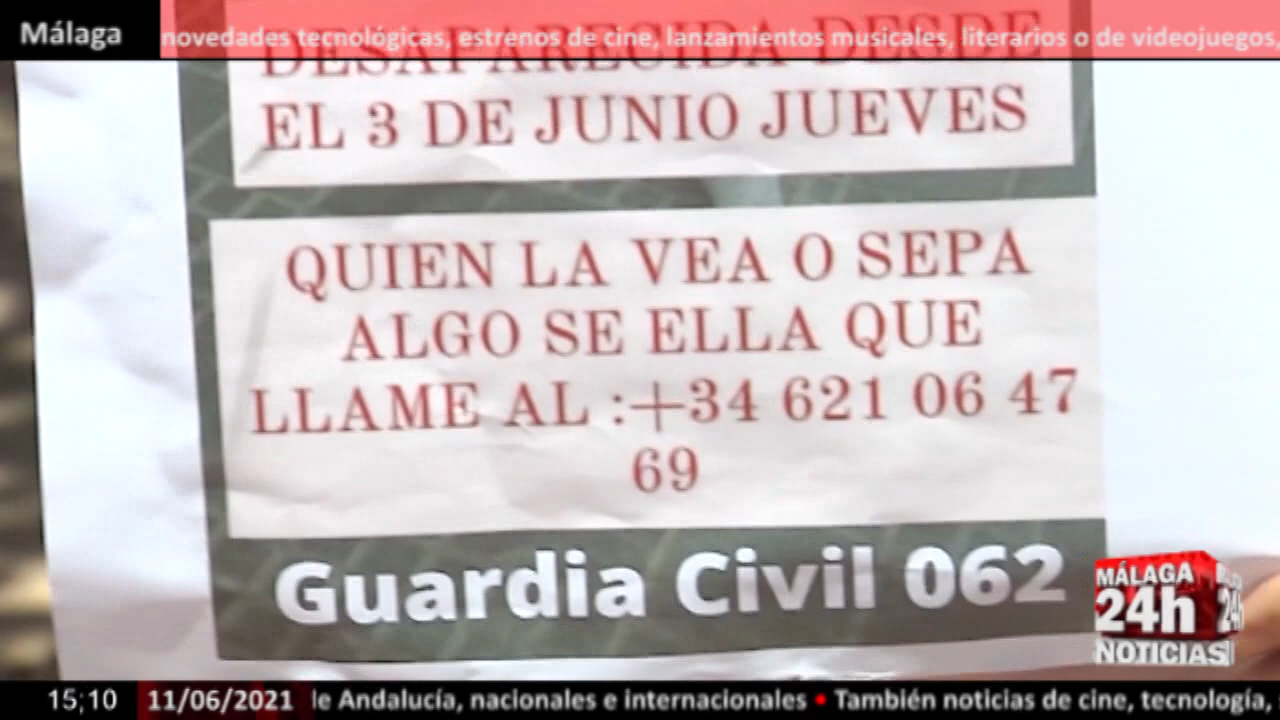 Málaga
novedades tecnológicas, estrenos de cine, lanzamientos musicales, literarios o de videojuegos,
DESAPARECIDA DESDE
EL 3 DE JUNIO JUEVES
QUIEN LA VEA O SEPA
ALGO SE ELLA QUE
LLAME AL :+34 621 06 47
69
Guardia Civil 062
MÁLAGA
24h
NOTICIAS
15:10 11/06/2021 le Andalucía, nacionales e internacionales • También noticias de cine, tecnología,